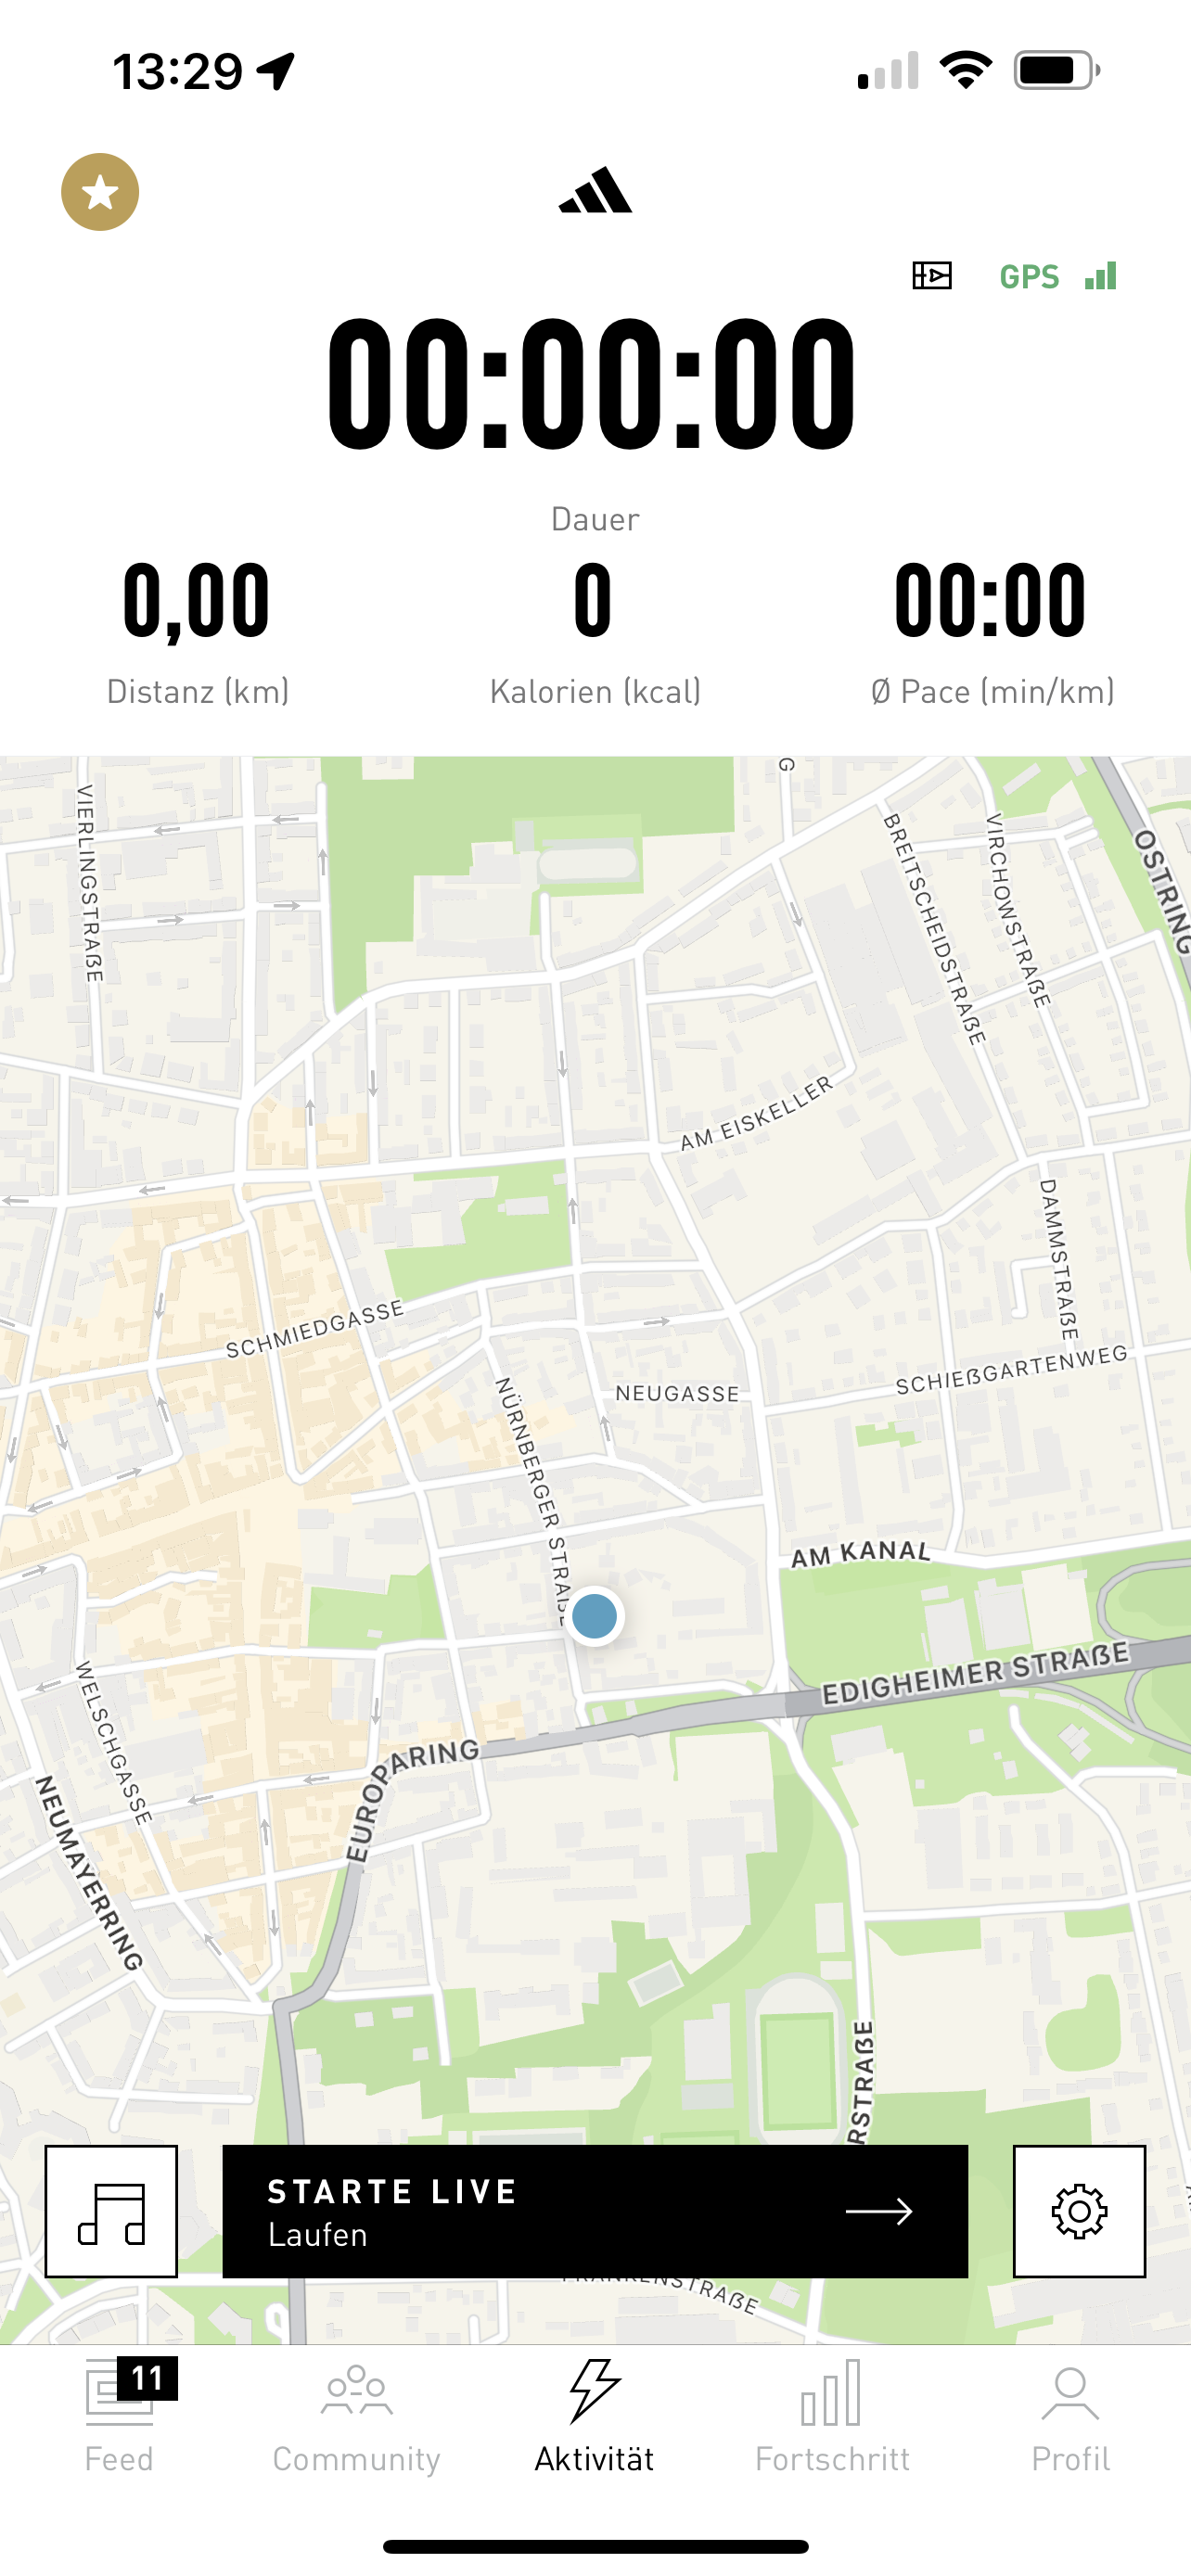 13:29
GPS
00:00:00
Dauer
0,00
0
00:00
Distanz (km)
Kalorien (kcal)
Ø Pace (min/km)
G
VIERLINGSTRAẞE
BREITSCHEIDSTRAẞE
VIRCHOWSTRAẞE
OSTRING
AM EISKELLER
DAMMSTRAẞE
SCHMIEDGASSE
SCHIEẞGARTENWEG
NEUGASSE
NÜRNBERGER STRAẞE
AM KANAL
EDIGHEIMER STRAẞE
WELSCHGASSE
EUROPARING
NEUMAYERRING
RSTRAẞE
STARTE LIVE
Laufen
FRANKENSTRAẞE
11
Feed
Community
Aktivität
Fortschritt
Profil